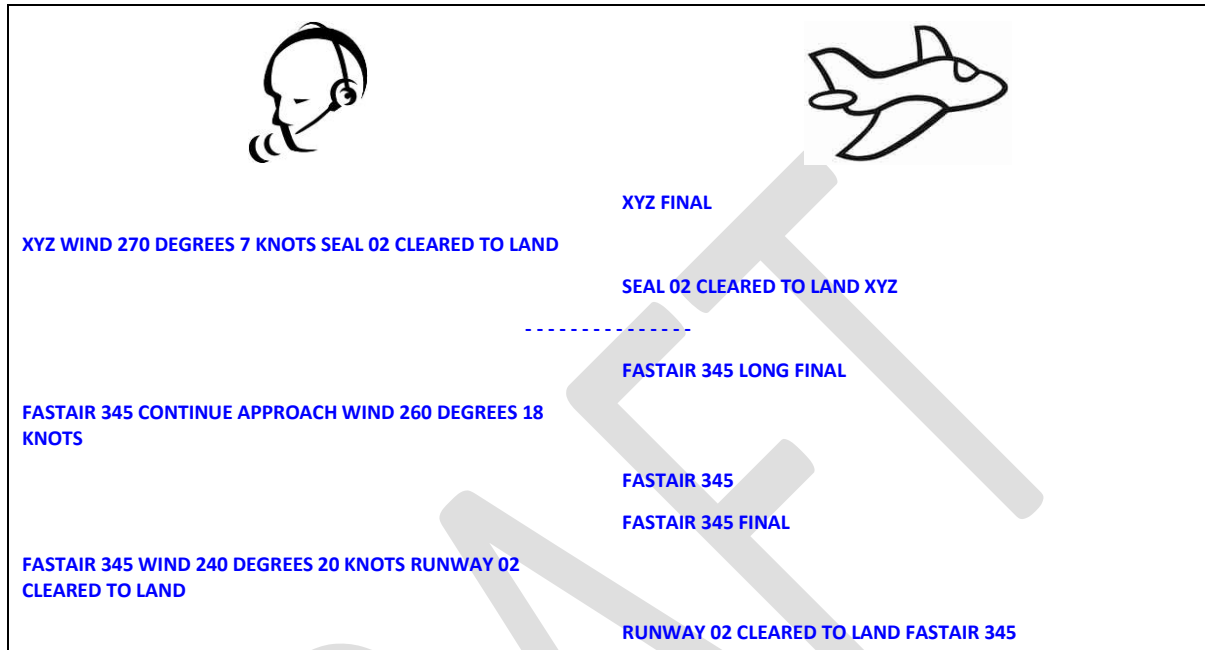 XYZ FINAL
XYZ WIND 270 DEGREES 7 KNOTS SEAL 02 CLEARED TO LAND
SEAL 02 CLEARED TO LAND XYZ
- - - - - - - - - - - - - - -
FASTAIR 345 LONG FINAL
FASTAIR 345 CONTINUE APPROACH WIND 260 DEGREES 18
KNOTS
FASTAIR 345
FASTAIR 345 FINAL
FASTAIR 345 WIND 240 DEGREES 20 KNOTS RUNWAY 02
CLEARED TO LAND
RUNWAY 02 CLEARED TO LAND FASTAIR 345